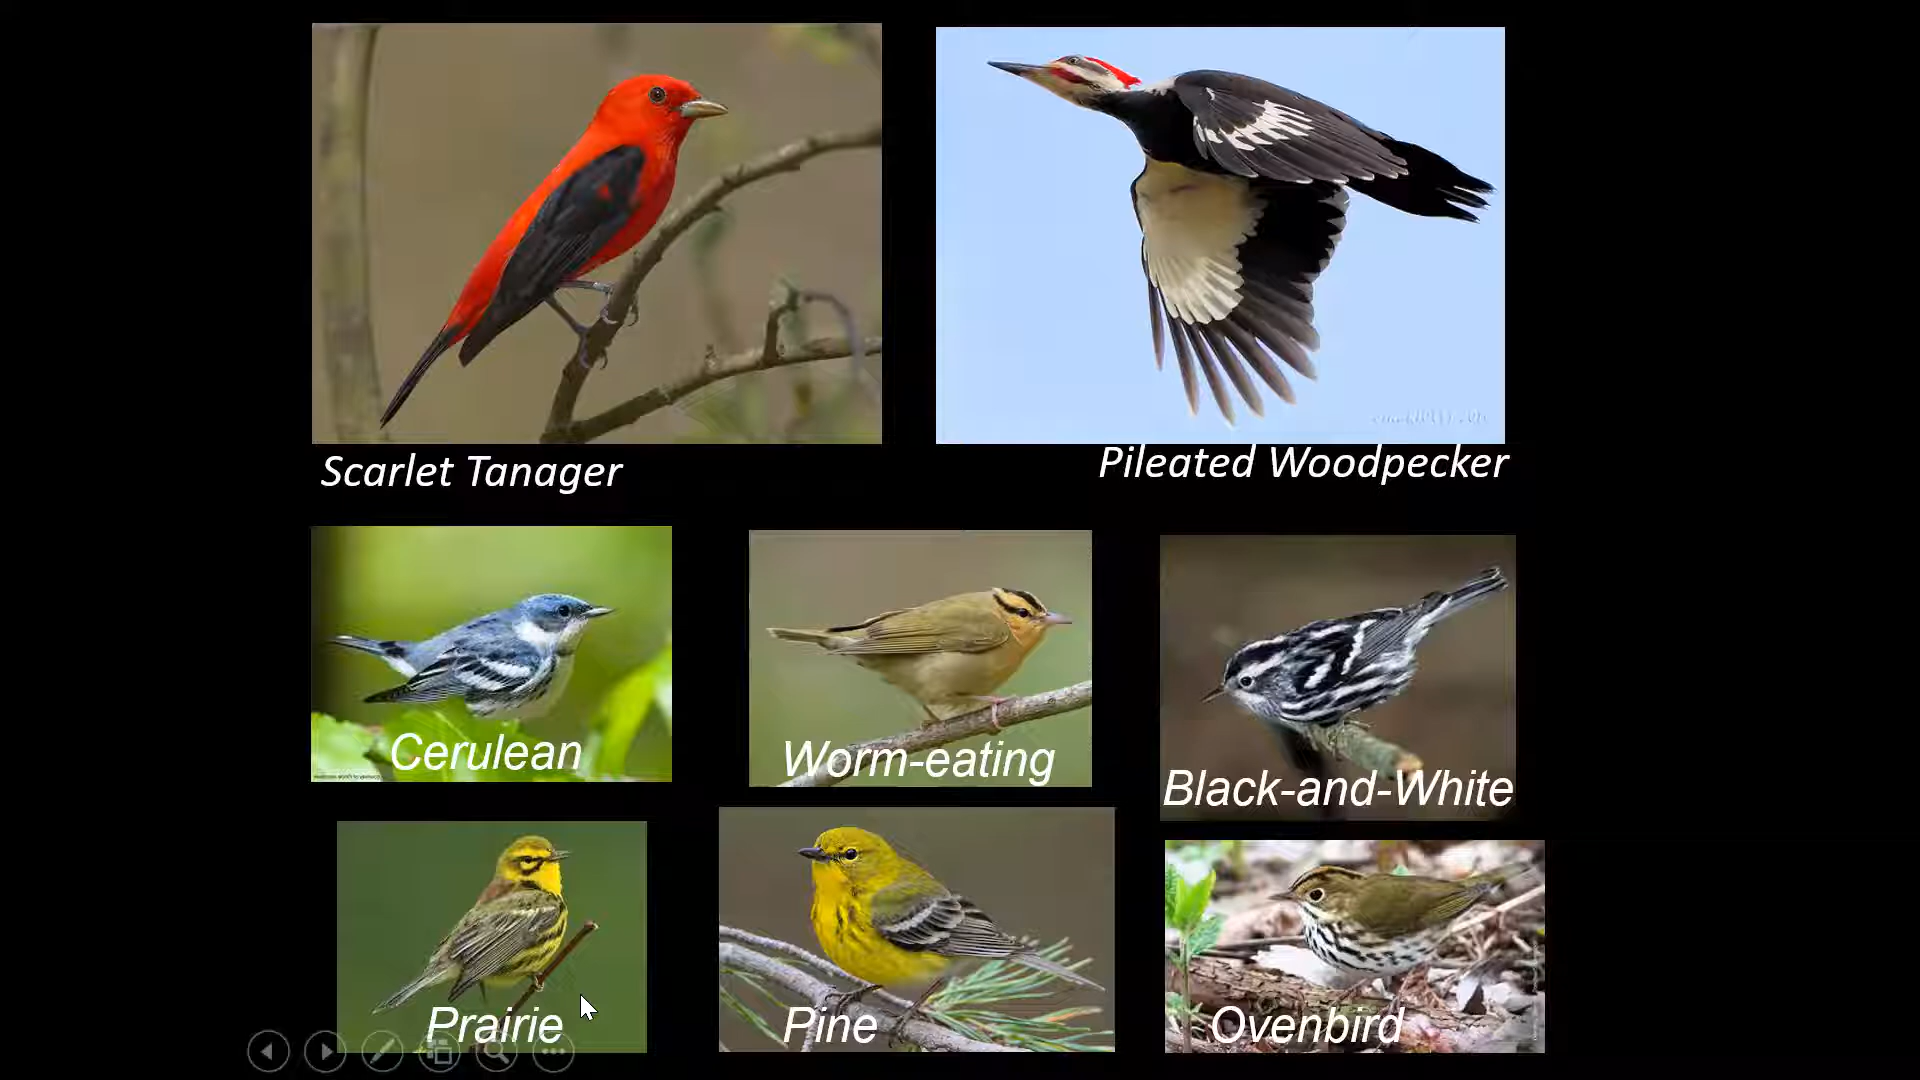 Scarlet Tanager
Pileated Woodpecker
Cerulean
Worm-eating
Black-and-White
Prairie
Pine
Ovenbird